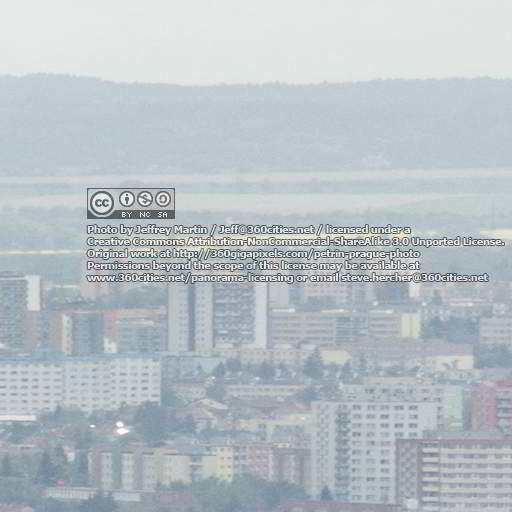 cc
BY NC SA
Photo by Jeffrey Martin / Jeff@360cities.net / licensed under a
Creative Commons Attribution-NonCommercial-ShareAlike 3.0 Unported License.
Original work at http://360gigapixels.com/petrin-prague-photo
Permissions beyond the scope of this license may be available at
www.360cities.net/panorama-licensing or email steve.hercher@360cities.net